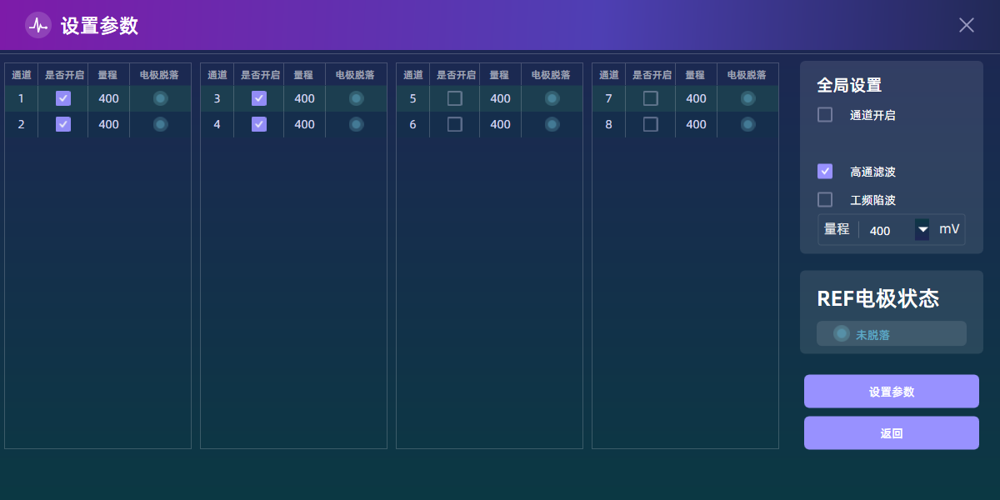 设置参数
通道 是否开启 量程 电极脱落 通道 是否开启 量程 电极脱落 通道 是否开启 量程 电极脱落 通道 是否开启 量程 电极脱落
1 400 3 400 5 400 7 400
2 400 4 400 6 400 8 400
全局设置
通道开启
高通滤波
工频陷波
量程 400 mV
REF电极状态
未脱落
设置参数
返回